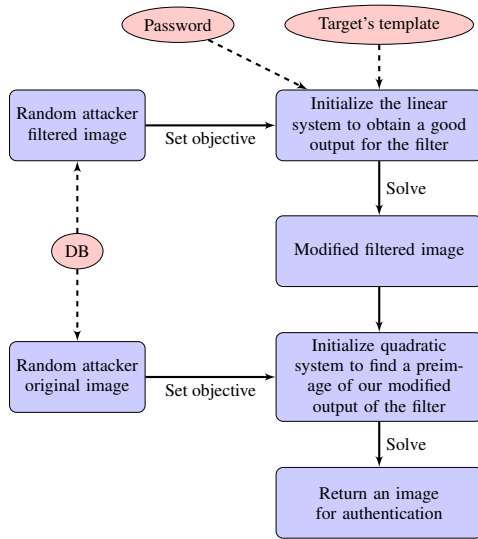 Password
Target's template
Random attacker
filtered image
Set objective
Initialize the linear
system to obtain a good
output for the filter
Solve
DB
Modified filtered image
Random attacker
original image
Set objective
Initialize quadratic
system to find a preim-
age of our modified
output of the filter
Solve
Return an image
for authentication